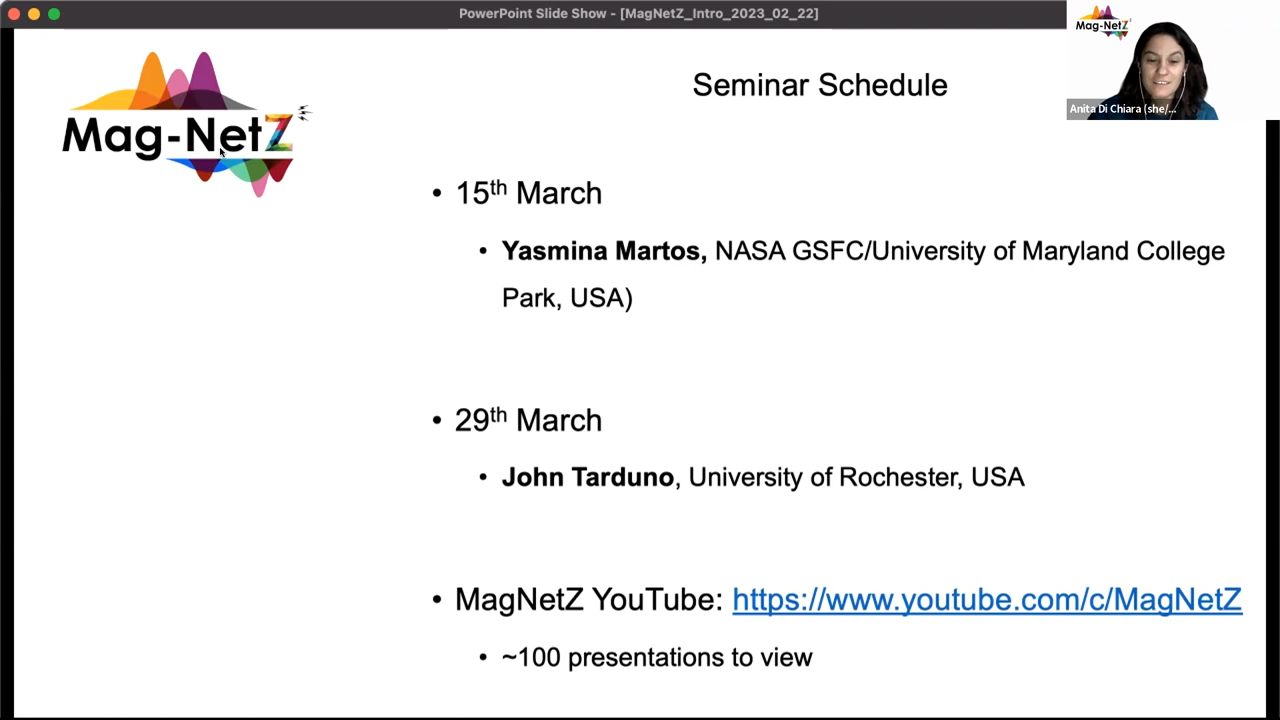 PowerPoint Slide Show - [MagNetZ_Intro_2023_02_22]
Mag-NetZ
Anita Di Chiara (she/...
Mag-NetZ
Seminar Schedule
• 15th March
• Yasmina Martos, NASA GSFC/University of Maryland College
Park, USA)
• 29th March
• John Tarduno, University of Rochester, USA
• MagNetZ YouTube: https://www.youtube.com/c/MagNetZ
• ~100 presentations to view